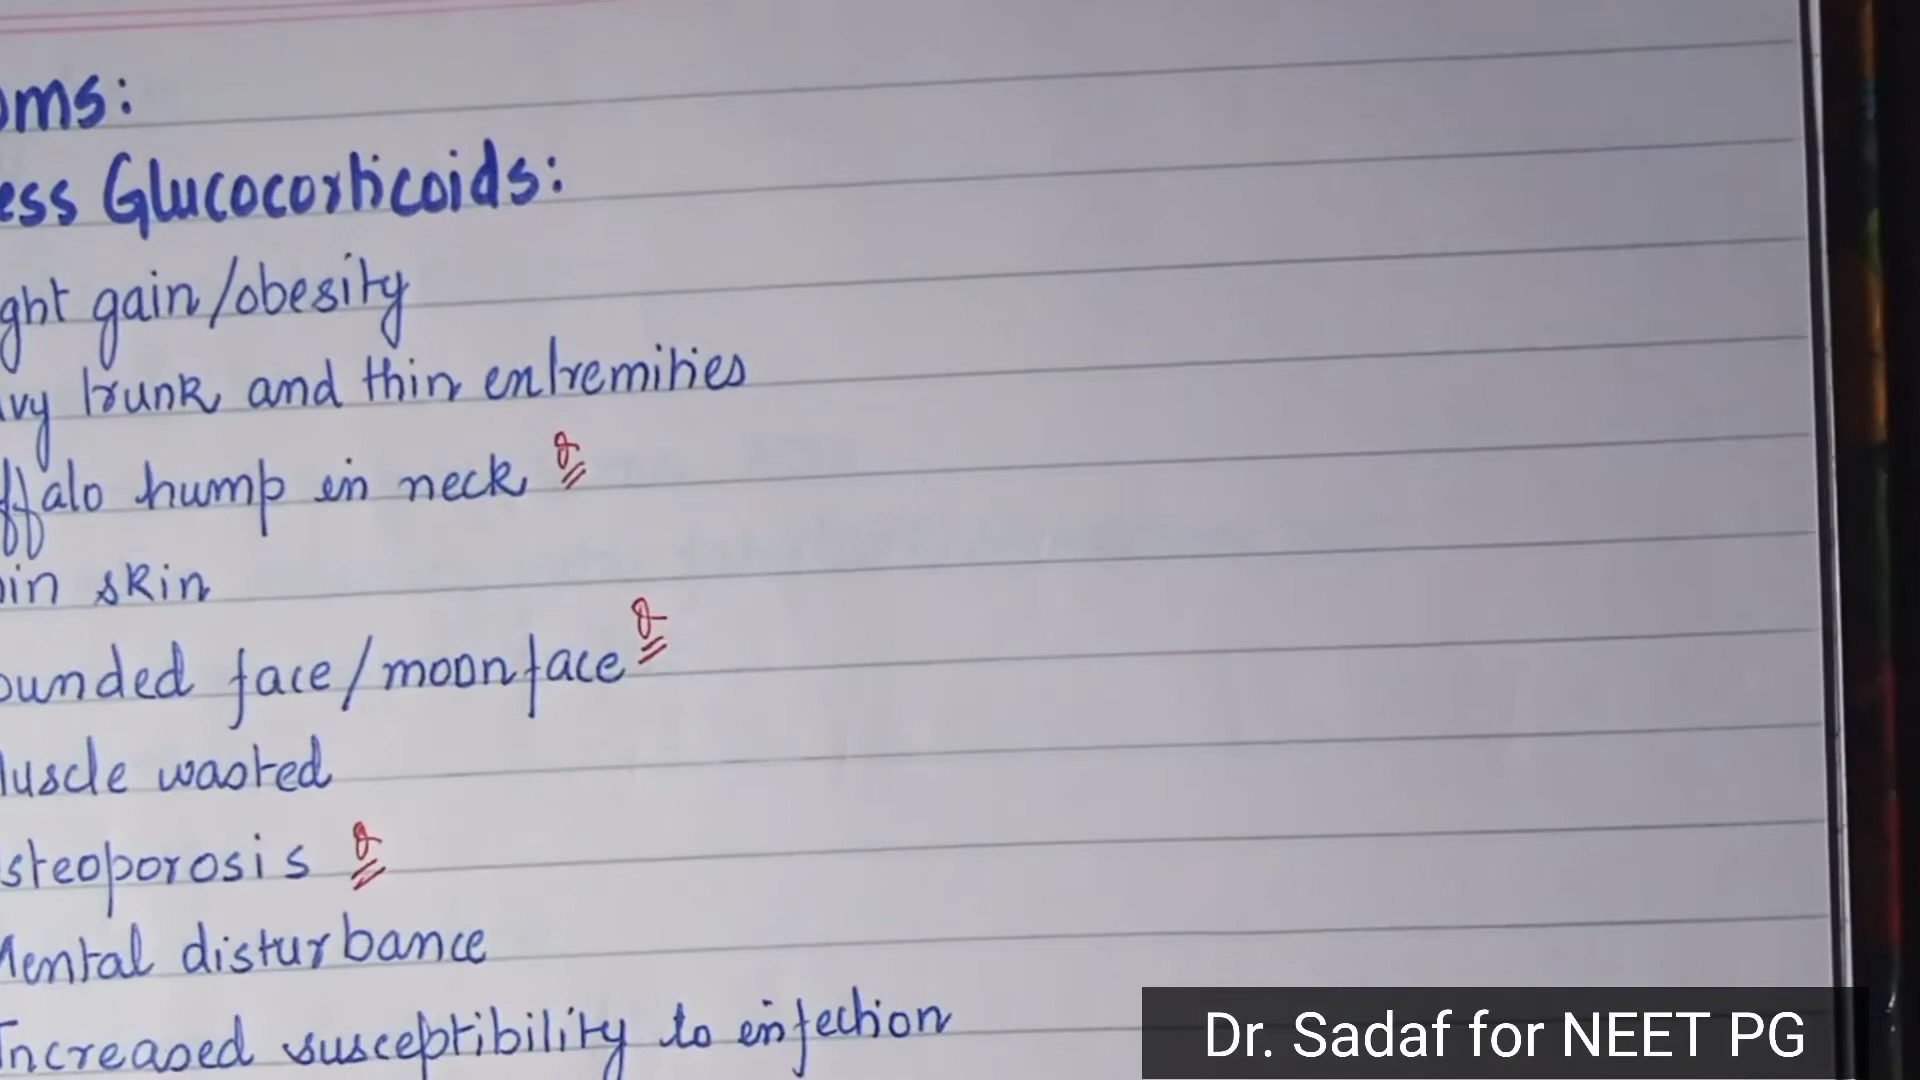 oms:
ess Glucocorticoids:
ght gain/obesity
vy trunk and thin extremities
ffalo hump in neck
in skin
ounded face/moonface
uscle wasted
steoporosis
Mental disturbance
Increased susceptibility to infection
Dr. Sadaf for NEET PG